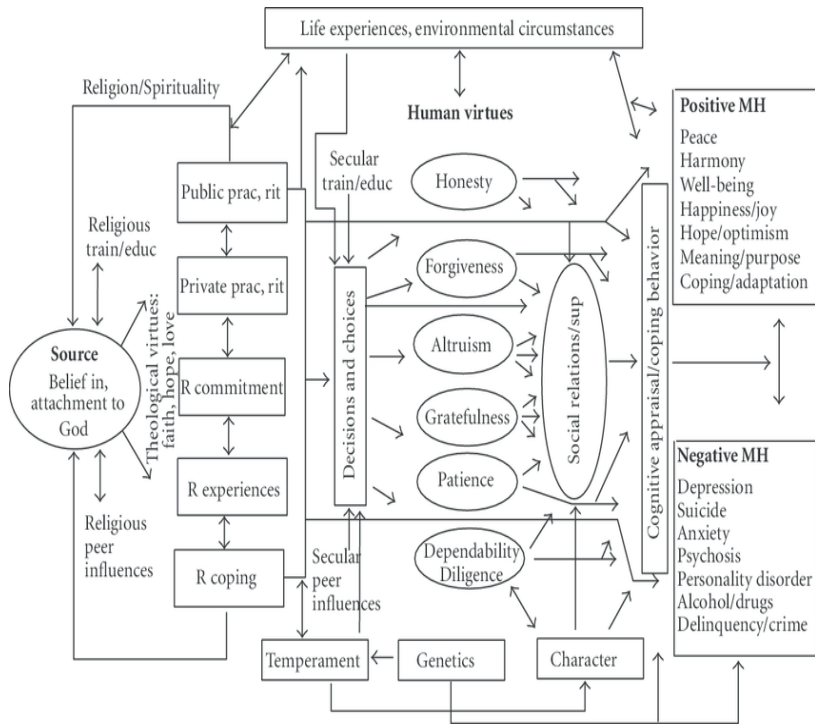 Life experiences, environmental circumstances
Religion/Spirituality
Human virtues
Positive MH
Peace
Harmony
Well-being
Happiness/joy
Hope/optimism
Meaning/purpose
Coping/adaptation
Secular
train/educ
Honesty
Public prac, rit
Religious
train/educ
Forgiveness
Private prac, rit
Source
Belief in,
attachment to
God
Theological virtues:
faith, hope, love
R commitment
Decisions and choices
Altruism
Social relations/sup
Cognitive appraisal/coping behavior
Gratefulness
R experiences
Patience
Negative MH
Depression
Suicide
Anxiety
Psychosis
Personality disorder
Alcohol/drugs
Delinquency/crime
Religious
peer
influences
R coping
Secular
peer
influences
Dependability
Diligence
Temperament
Genetics
Character